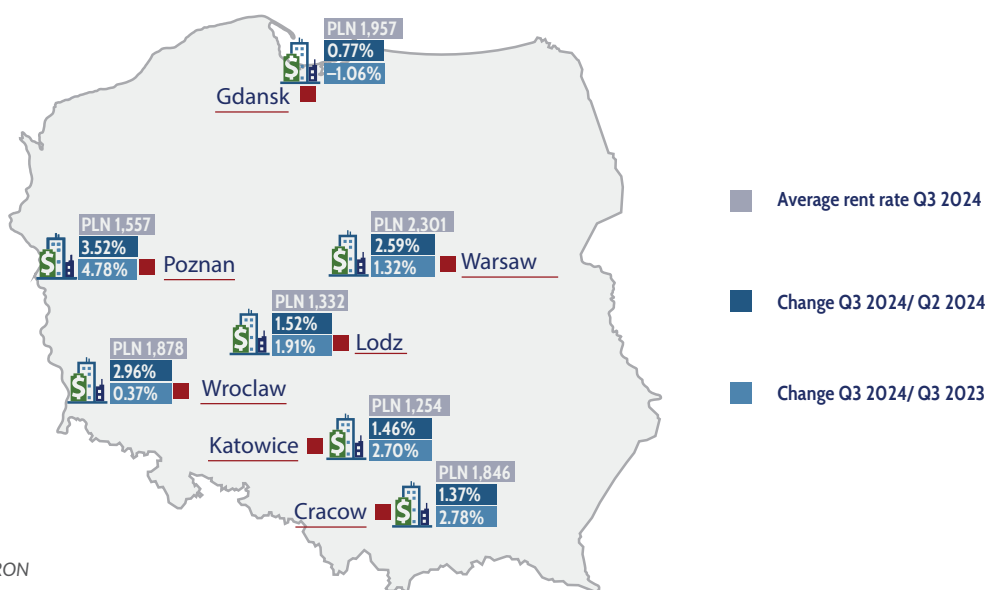 PLN 1,957
0.77%
–1.06%
Gdansk
PLN 1,557
3.52%
4.78%
Poznan
PLN 2,301
2.59%
1.32%
Warsaw
PLN 1,332
1.52%
1.91%
Lodz
PLN 1,878
2.96%
0.37%
Wroclaw
PLN 1,254
1.46%
2.70%
Katowice
PLN 1,846
1.37%
2.78%
Cracow
Average rent rate Q3 2024
Change Q3 2024/ Q2 2024
Change Q3 2024/ Q3 2023
RON